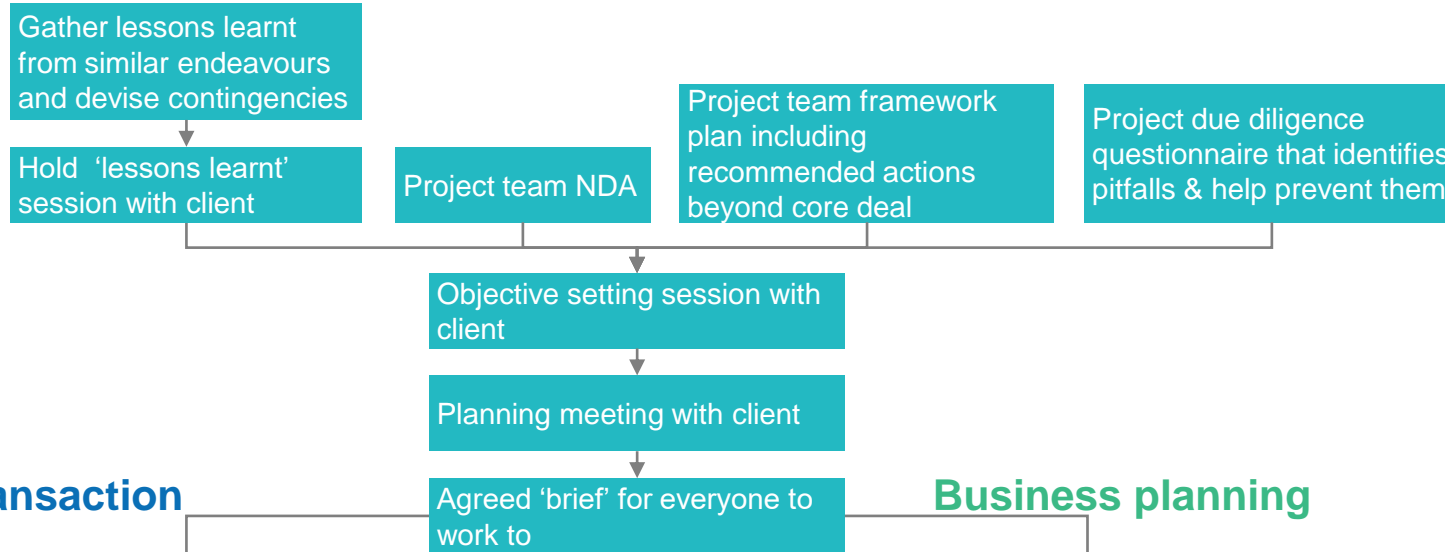 Gather lessons learnt
from similar endeavours
and devise contingencies
Hold ‘lessons learnt’
session with client
Project team NDA
Project team framework
plan including
recommended actions
beyond core deal
Project due diligence
questionnaire that identifies
pitfalls & help prevent them
Objective setting session with
client
Planning meeting with client
Agreed ‘brief’ for everyone to
work to
ansaction
Business planning